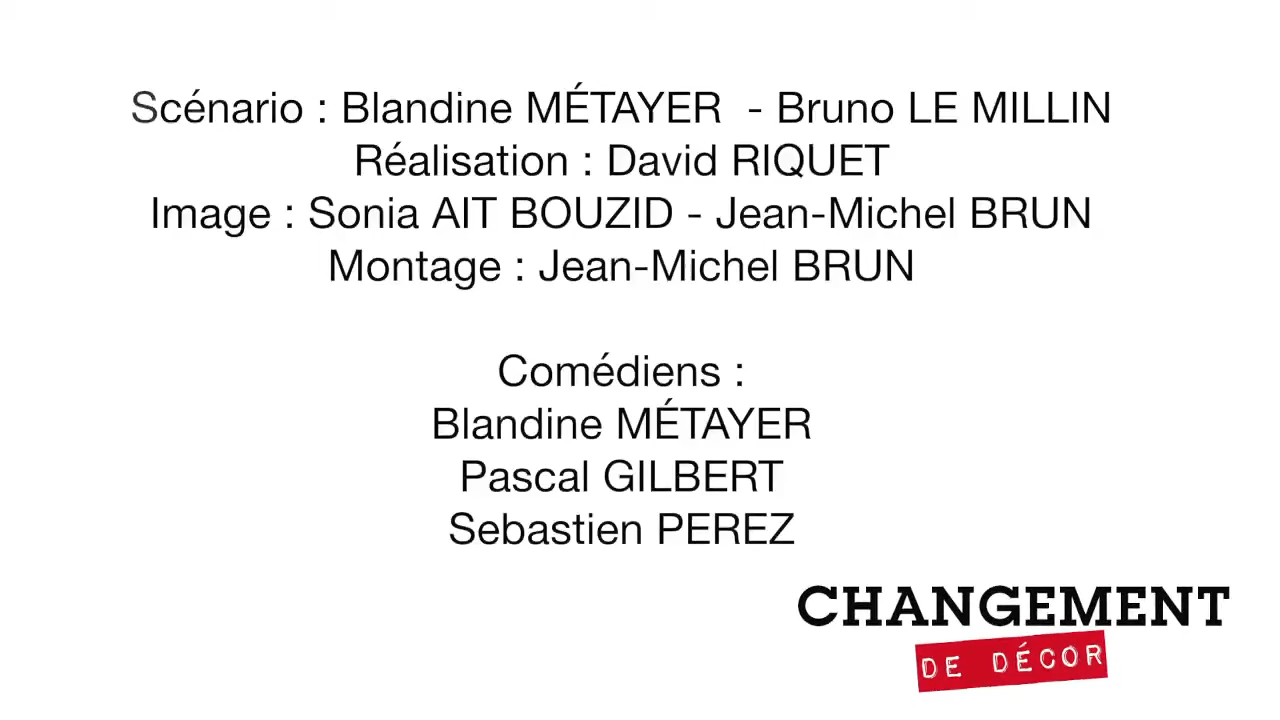 Scénario : Blandine MÉTAYER - Bruno LE MILLIN
Réalisation : David RIQUET
Image : Sonia AIT BOUZID - Jean-Michel BRUN
Montage : Jean-Michel BRUN
Comédiens :
Blandine MÉTAYER
Pascal GILBERT
Sebastien PEREZ
CHANGEMENT
DE DÉCOR